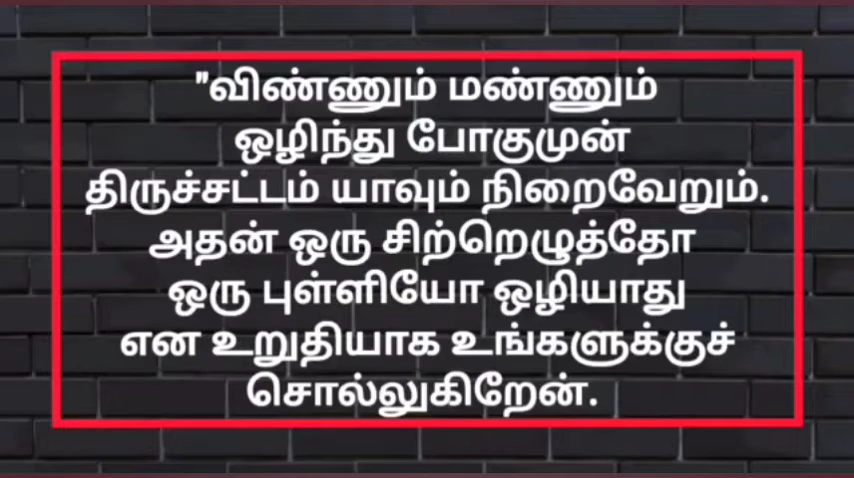 "விண்ணும் மண்ணும்
ஒழிந்து போகுமுன்
திருச்சட்டம் யாவும் நிறைவேறும்.
அதன் ஒரு சிற்றெழுத்தோ
ஒரு புள்ளியோ ஒழியாது
என உறுதியாக உங்களுக்குச்
சொல்லுகிறேன்.